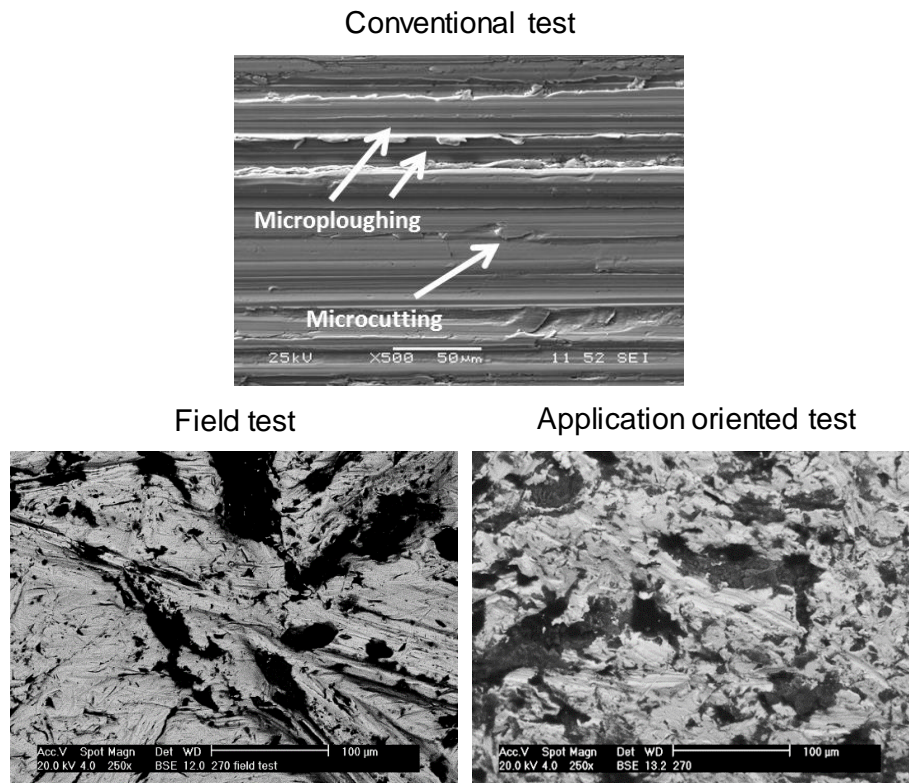 Conventional test
Microploughing
Microcutting
25kV X500 50μm 11 52 SEI
Field test
Application oriented test
Acc.V Spot Magn Det WD 100 μm
20.0 kV 4.0 250x BSE 12.0 270 field test
Acc.V Spot Magn Det WD 100 μm
20.0 kV 4.0 250x BSE 13.2 270